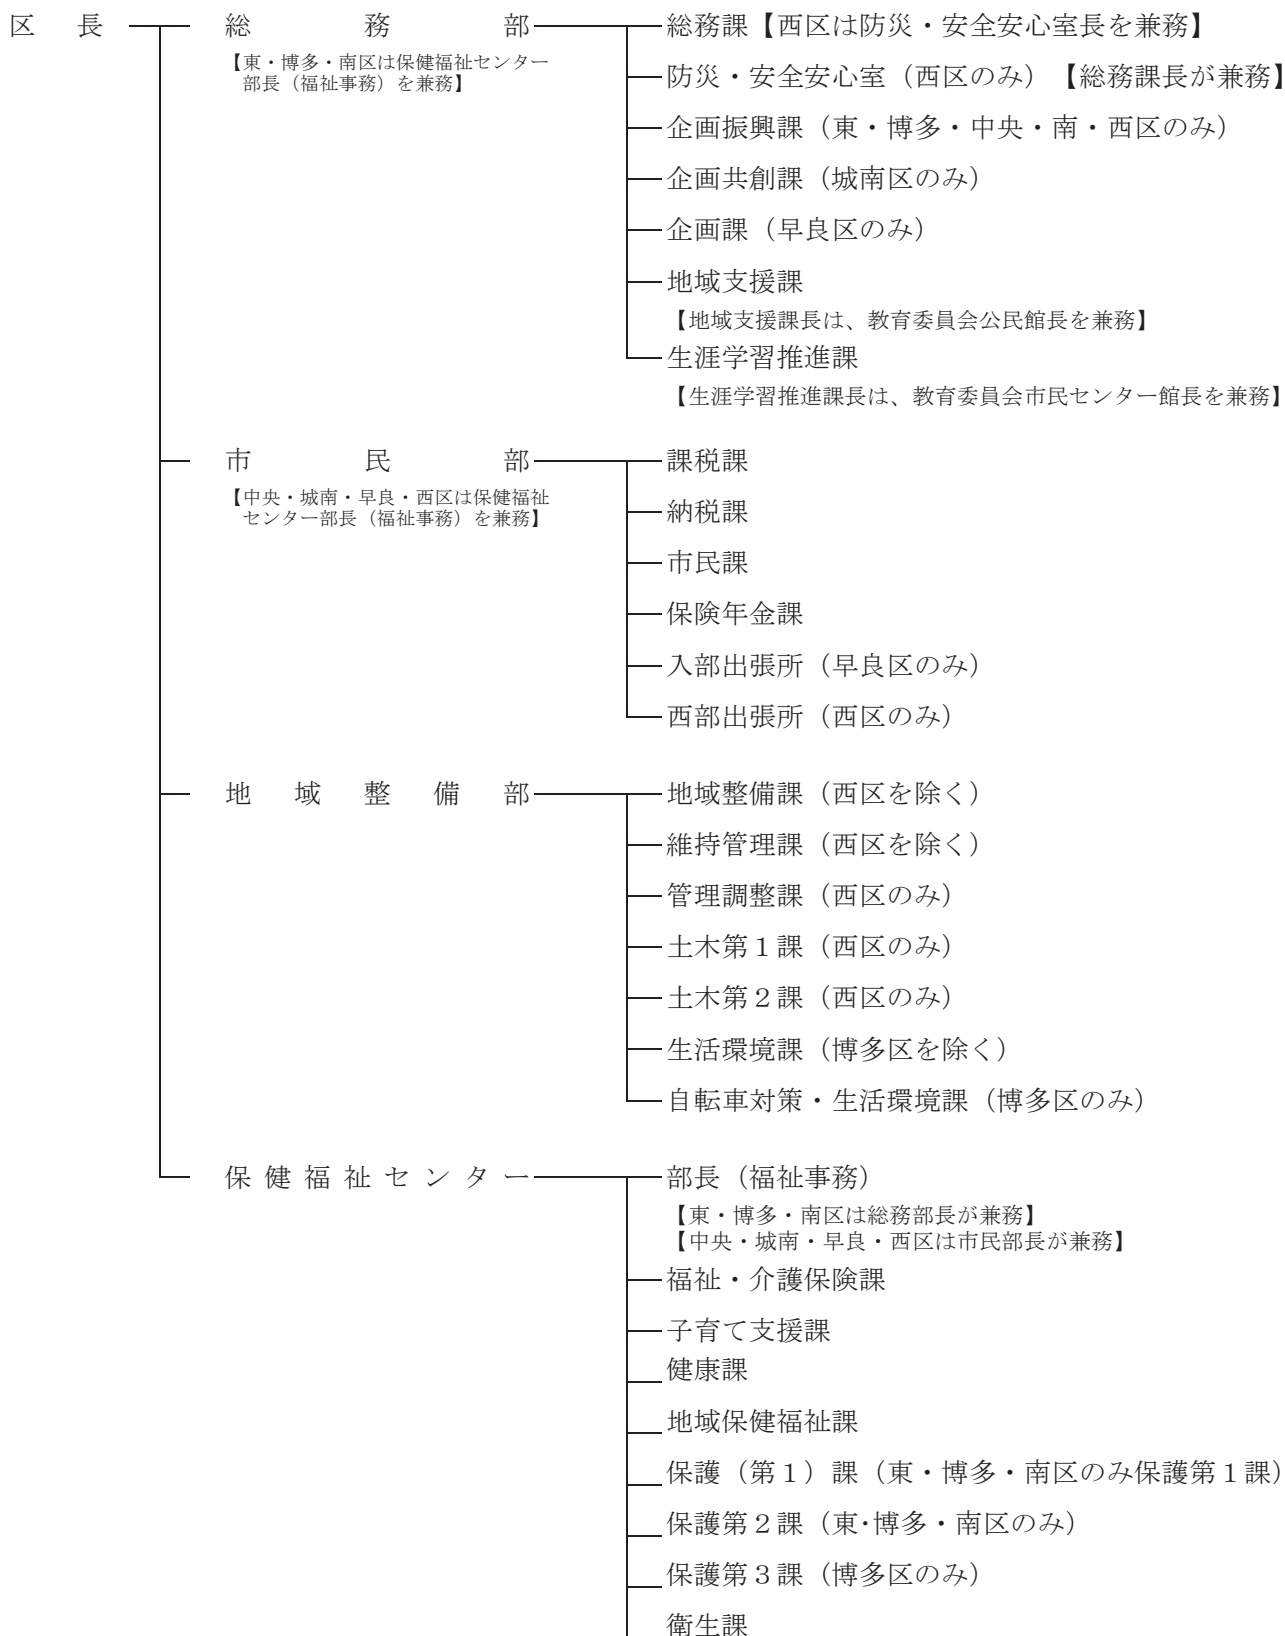 区長
総務部
【東・博多・南区は保健福祉センター
部長（福祉事務）を兼務】
総務課【西区は防災・安全安心室長を兼務】
防災・安全安心室（西区のみ）【総務課長が兼務】
企画振興課（東・博多・中央・南・西区のみ）
企画共創課（城南区のみ）
企画課（早良区のみ）
地域支援課
【地域支援課長は、教育委員会公民館長を兼務】
生涯学習推進課
【生涯学習推進課長は、教育委員会市民センター館長を兼務】
市民部
【中央・城南・早良・西区は保健福祉
センター部長（福祉事務）を兼務】
課税課
納税課
市民課
保険年金課
入部出張所（早良区のみ）
西部出張所（西区のみ）
地域整備部
地域整備課（西区を除く）
維持管理課（西区を除く）
管理調整課（西区のみ）
土木第１課（西区のみ）
土木第２課（西区のみ）
生活環境課（博多区を除く）
自転車対策・生活環境課（博多区のみ）
保健福祉センター
部長（福祉事務）
【東・博多・南区は総務部長が兼務】
【中央・城南・早良・西区は市民部長が兼務】
福祉・介護保険課
子育て支援課
健康課
地域保健福祉課
保護（第１）課（東・博多・南区のみ保護第１課）
保護第２課（東･博多・南区のみ）
保護第３課（博多区のみ）
衛生課